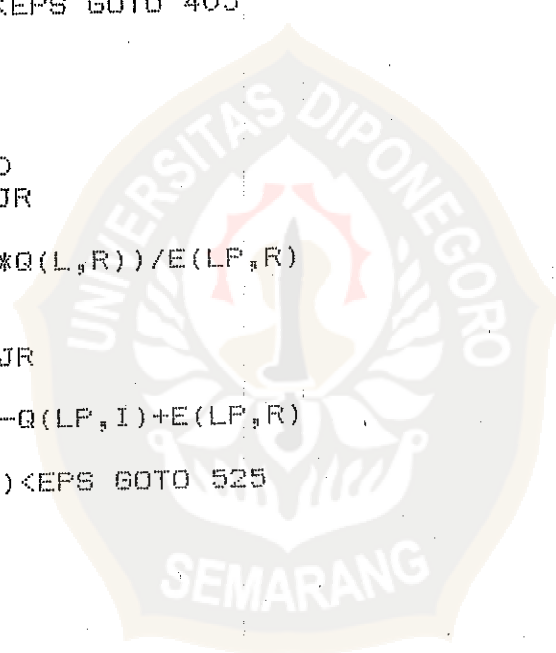 <EPS GOTO 405
JR
*Q(L,R))/E(LP,R)
JR
-Q(LP,I)+E(LP,R)
)<EPS GOTO 525
UNIVERSITAS DIPONEGORO
SEMARANG